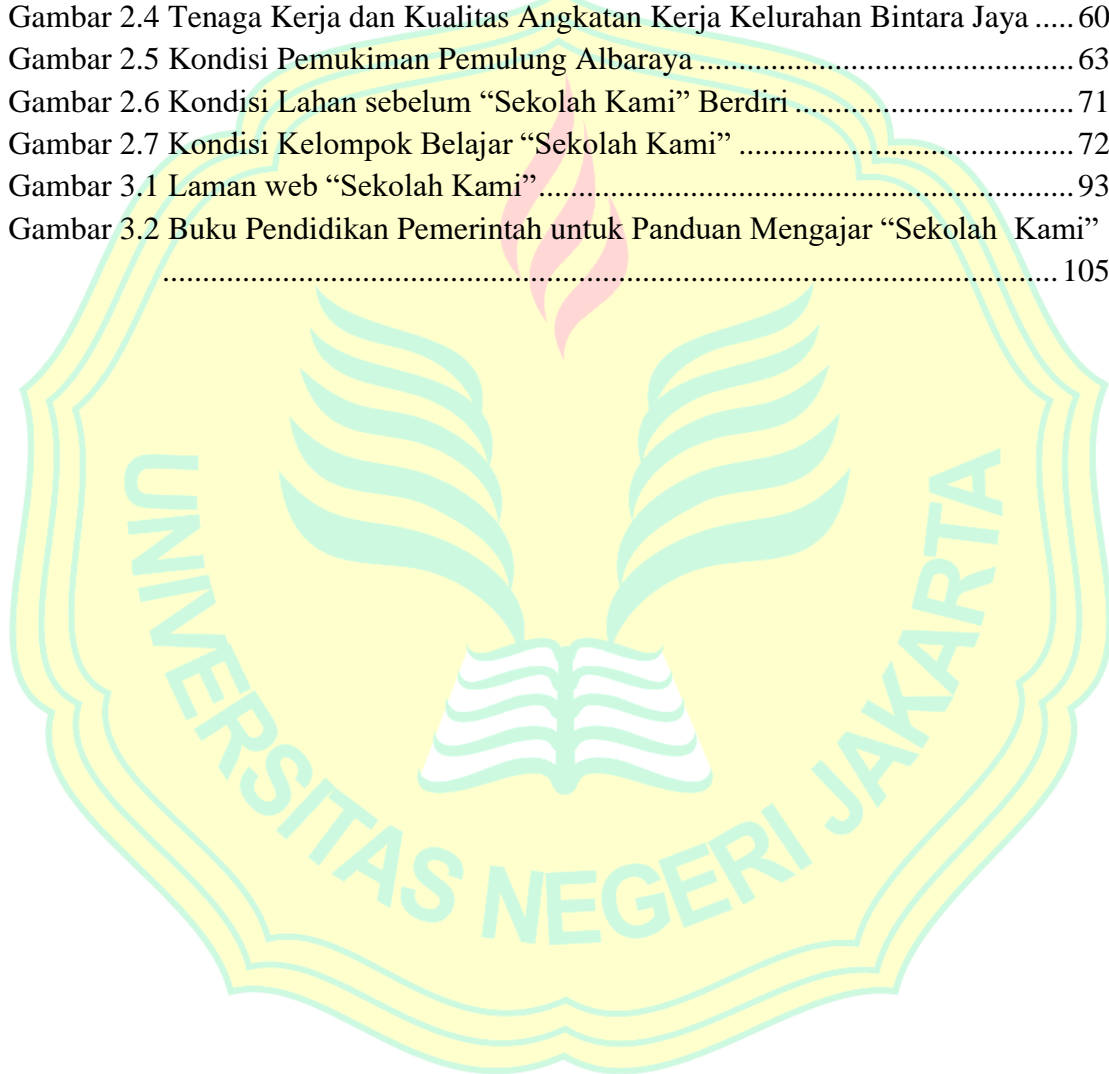 Gambar 2.4 Tenaga Kerja dan Kualitas Angkatan Kerja Kelurahan Bintara Jaya ..... 60
Gambar 2.5 Kondisi Pemukiman Pemulung Albaraya ............................................. 63
Gambar 2.6 Kondisi Lahan sebelum “Sekolah Kami” Berdiri ................................. 71
Gambar 2.7 Kondisi Kelompok Belajar “Sekolah Kami” ........................................ 72
Gambar 3.1 Laman web “Sekolah Kami” ................................................................ 93
Gambar 3.2 Buku Pendidikan Pemerintah untuk Panduan Mengajar “Sekolah  Kami”
................................................................................................................ 105
UNIVERSITAS NEGERI JAKARTA